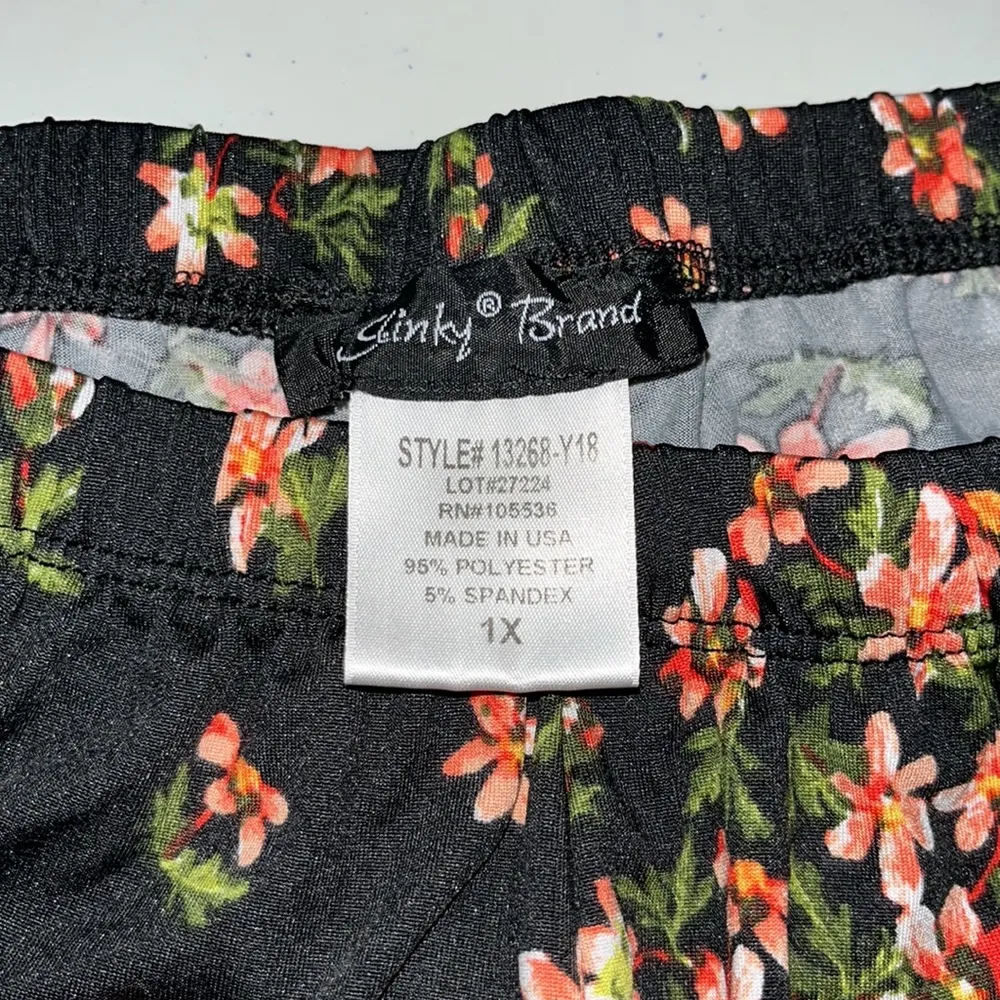 Slinky® Brand
STYLE# 13268-Y18
LOT#27224
RN#105536
MADE IN USA
95% POLYESTER
5% SPANDEX
1X